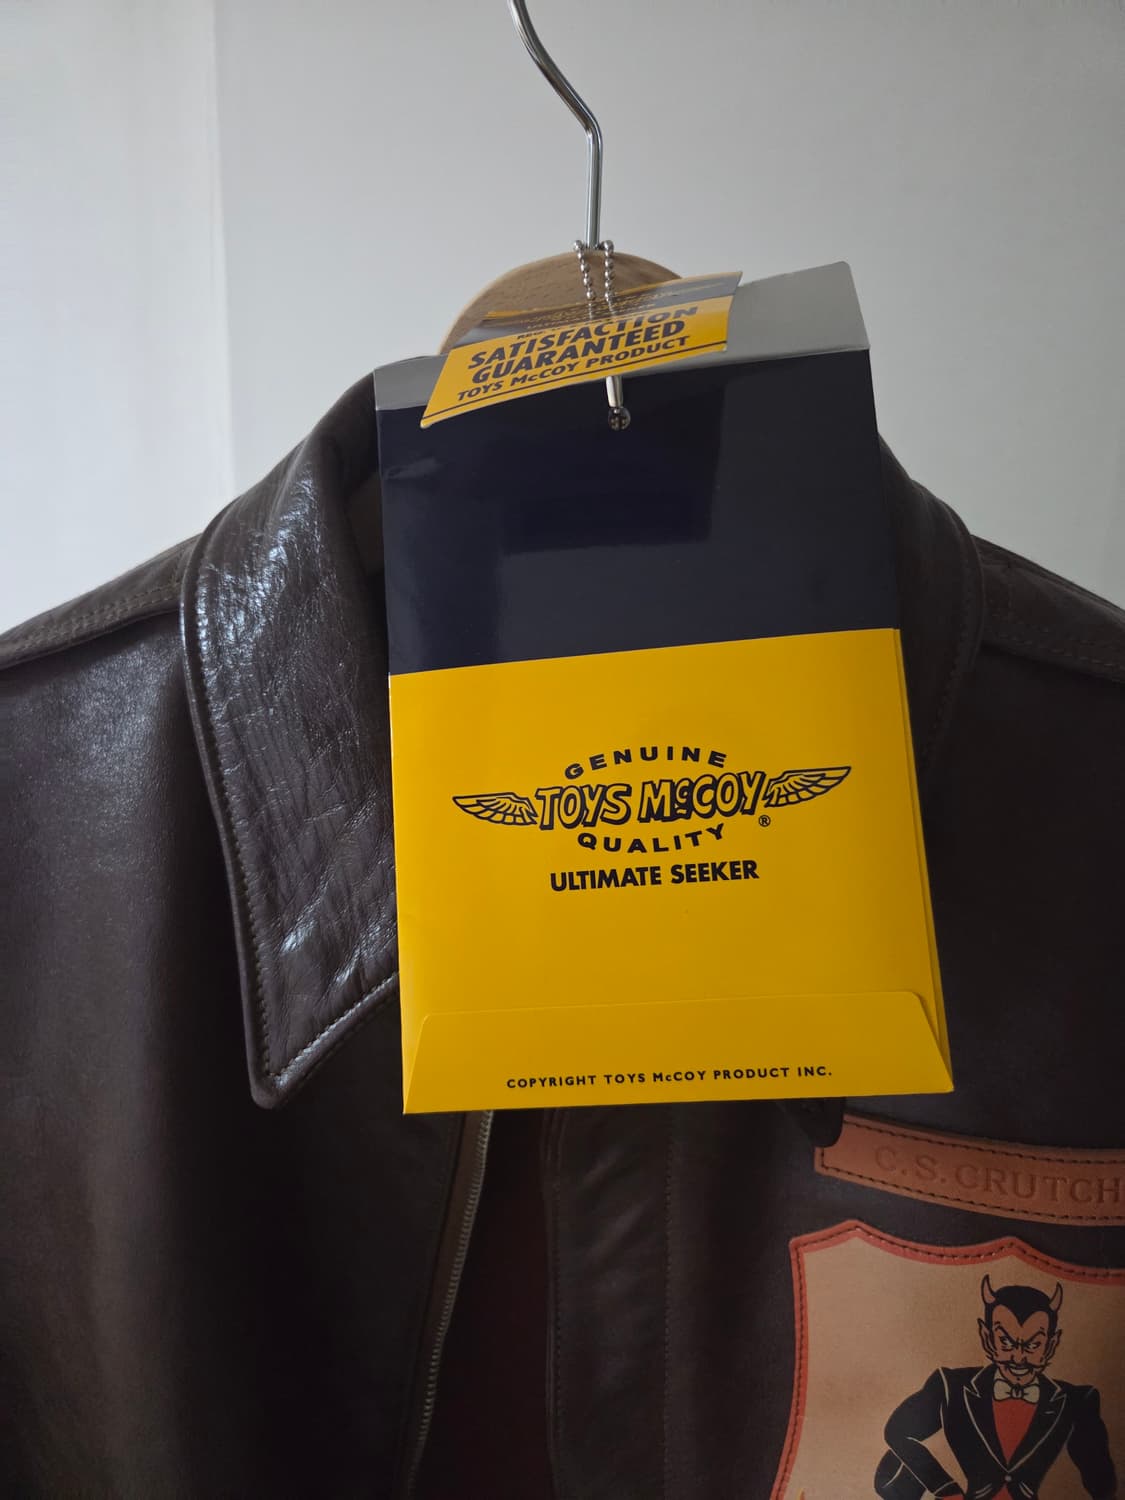 SATISFACTION
GUARANTEED
TOYS McCOY PRODUCT
GENUINE
TOYS McCOY
®
QUALITY
ULTIMATE SEEKER
COPYRIGHT TOYS McCOY PRODUCT INC.
C.S.CRUTCH